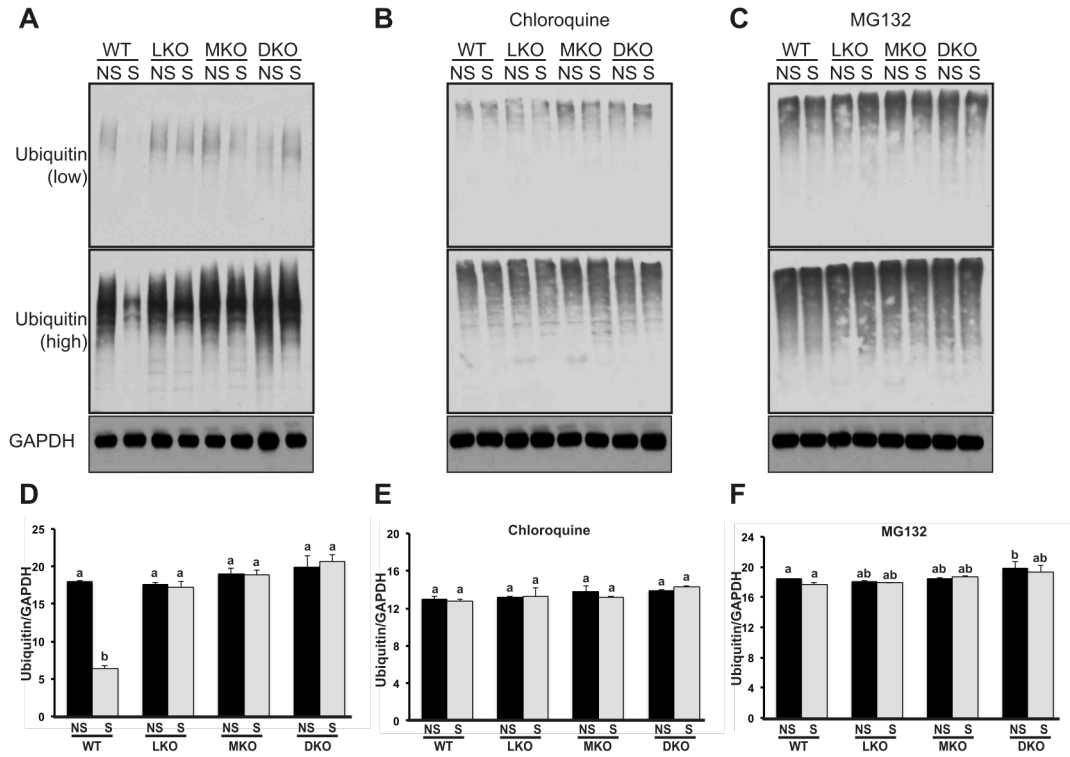 A
WT LKO MKO DKO
NS S NS S NS S NS S
Ubiquitin
(low)
Ubiquitin
(high)
GAPDH
B
Chloroquine
WT LKO MKO DKO
NS S NS S NS S NS S
C
MG132
WT LKO MKO DKO
NS S NS S NS S NS S
D
Ubiquitin/GAPDH
25
20
15
10
5
0
a b a a a a a a
NS S NS S NS S NS S
WT LKO MKO DKO
E
Chloroquine
Ubiquitin/GAPDH
20
16
12
8
4
0
a a a a a a a a
NS S NS S NS S NS S
WT LKO MKO DKO
F
MG132
Ubiquitin/GAPDH
24
20
16
12
8
4
0
a a ab ab ab ab b ab
NS S NS S NS S NS S
WT LKO MKO DKO